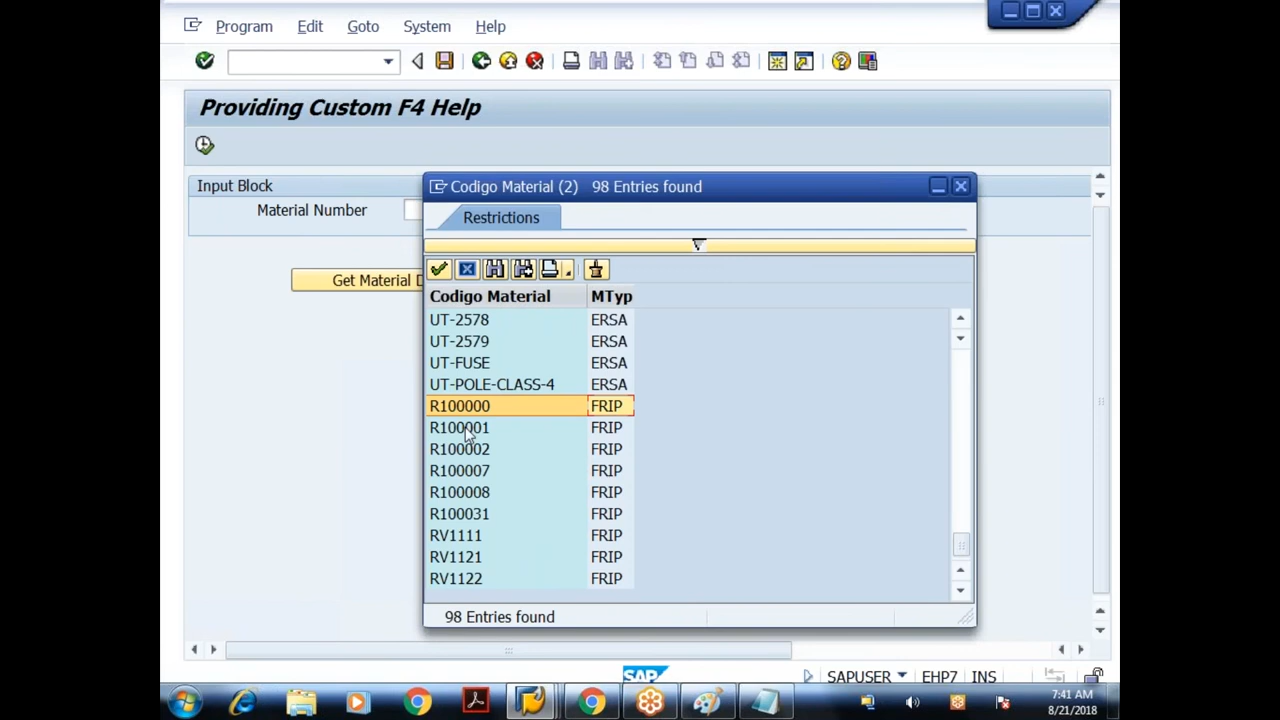 Program Edit Goto System Help
Providing Custom F4 Help
Input Block
Material Number
Get Material D
Codigo Material (2) 98 Entries found
Restrictions
Codigo Material MTyp
UT-2578 ERSA
UT-2579 ERSA
UT-FUSE ERSA
UT-POLE-CLASS-4 ERSA
R100000 FRIP
R100001 FRIP
R100002 FRIP
R100007 FRIP
R100008 FRIP
R100031 FRIP
RV1111 FRIP
RV1121 FRIP
RV1122 FRIP
98 Entries found
SAP
SAPUSER EHP7 INS
7:41 AM
8/21/2018